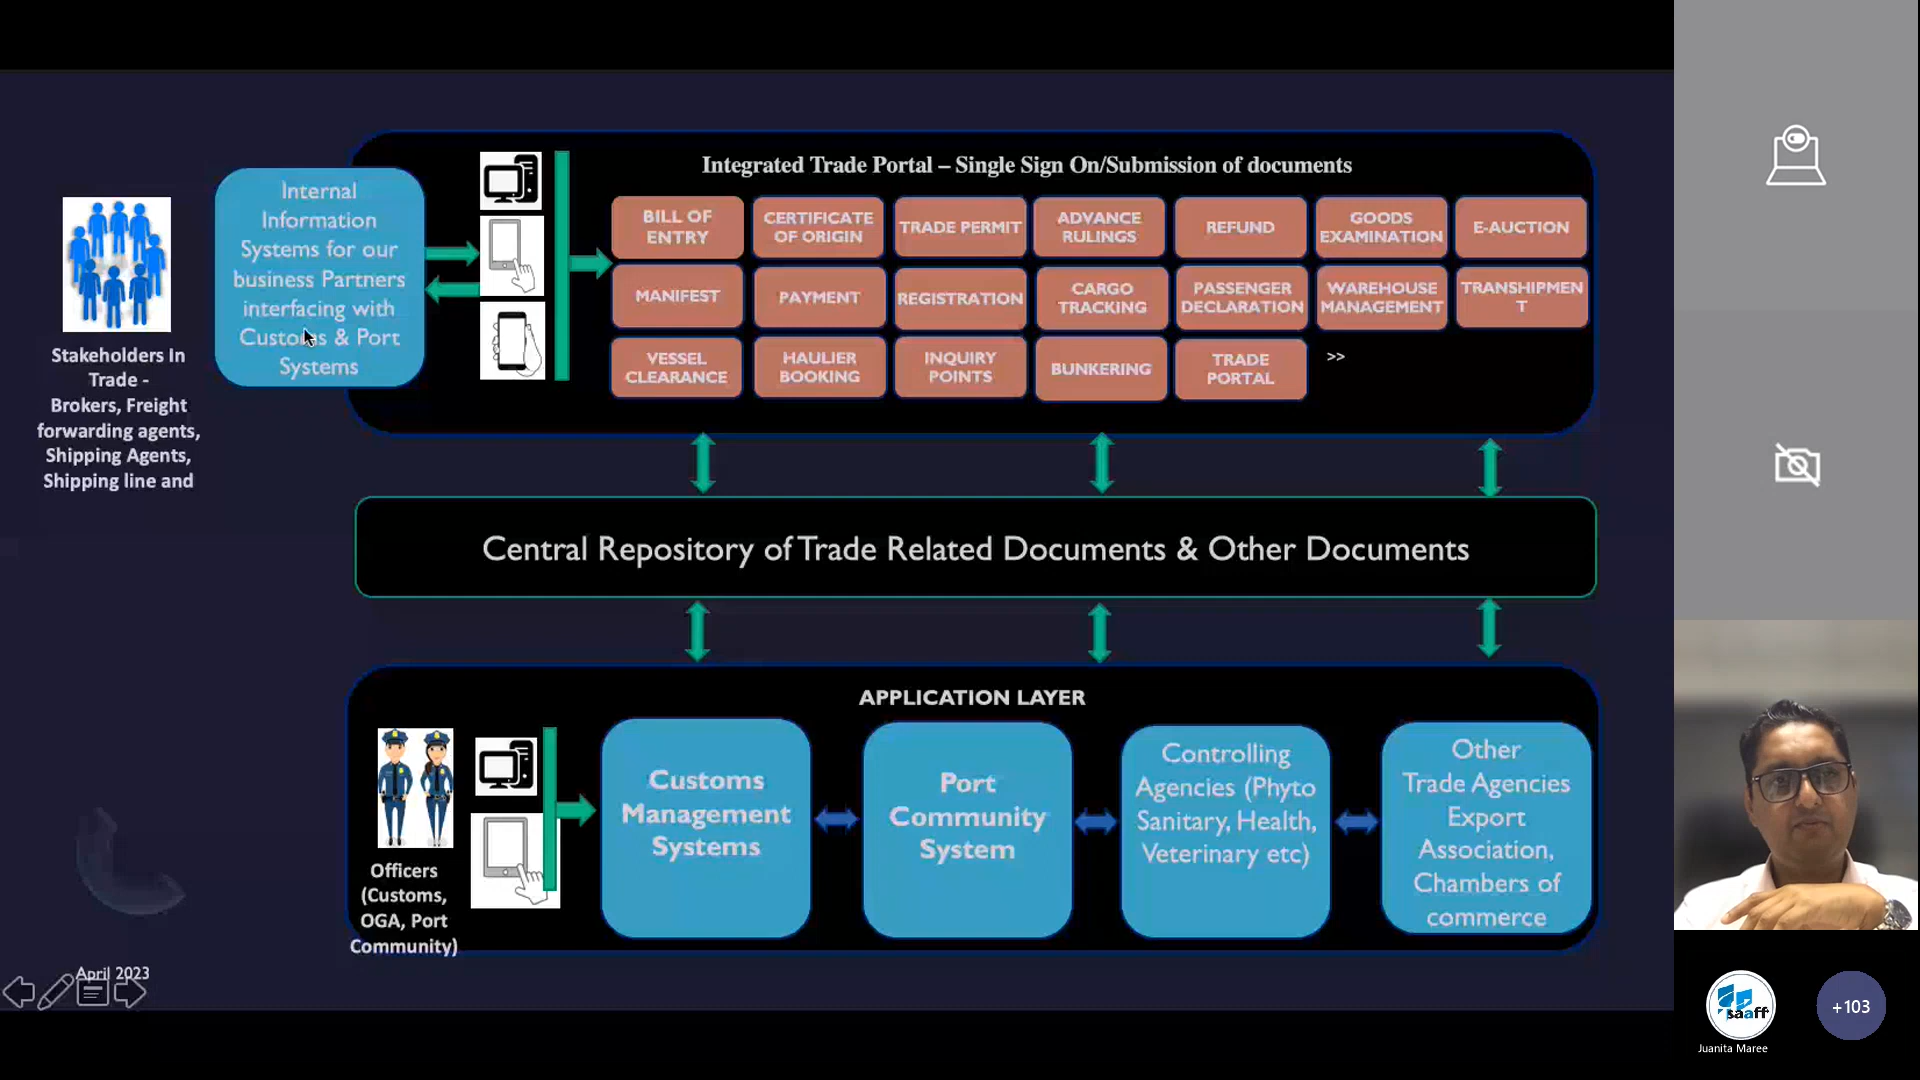 Integrated Trade Portal – Single Sign On/Submission of documents
Internal
Information
Systems for our
business Partners
interfacing with
Customs & Port
Systems
Stakeholders In
Trade -
Brokers, Freight
forwarding agents,
Shipping Agents,
Shipping line and
BILL OF
ENTRY
CERTIFICATE
OF ORIGIN
TRADE PERMIT
ADVANCE
RULINGS
REFUND
GOODS
EXAMINATION
E-AUCTION
MANIFEST
PAYMENT
REGISTRATION
CARGO
TRACKING
PASSENGER
DECLARATION
WAREHOUSE
MANAGEMENT
TRANSHIPMEN
T
VESSEL
CLEARANCE
HAULIER
BOOKING
INQUIRY
POINTS
BUNKERING
TRADE
PORTAL
>>
Central Repository of Trade Related Documents & Other Documents
APPLICATION LAYER
Officers
(Customs,
OGA, Port
Community)
Customs
Management
Systems
Port
Community
System
Controlling
Agencies (Phyto
Sanitary, Health,
Veterinary etc)
Other
Trade Agencies
Export
Association,
Chambers of
commerce
April 2023
saaff
Juanita Maree
+103